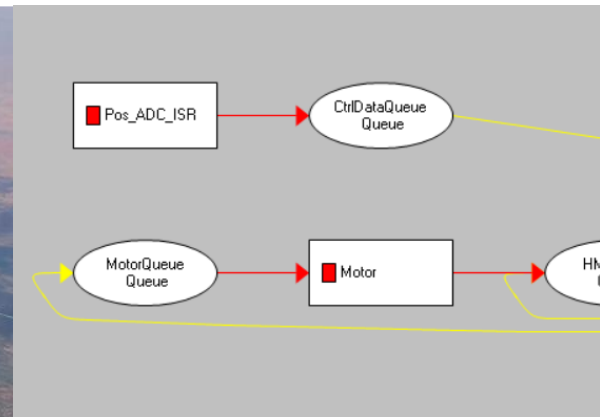 Pos_ADC_ISR
CtrlDataQueue
Queue
MotorQueue
Queue
Motor